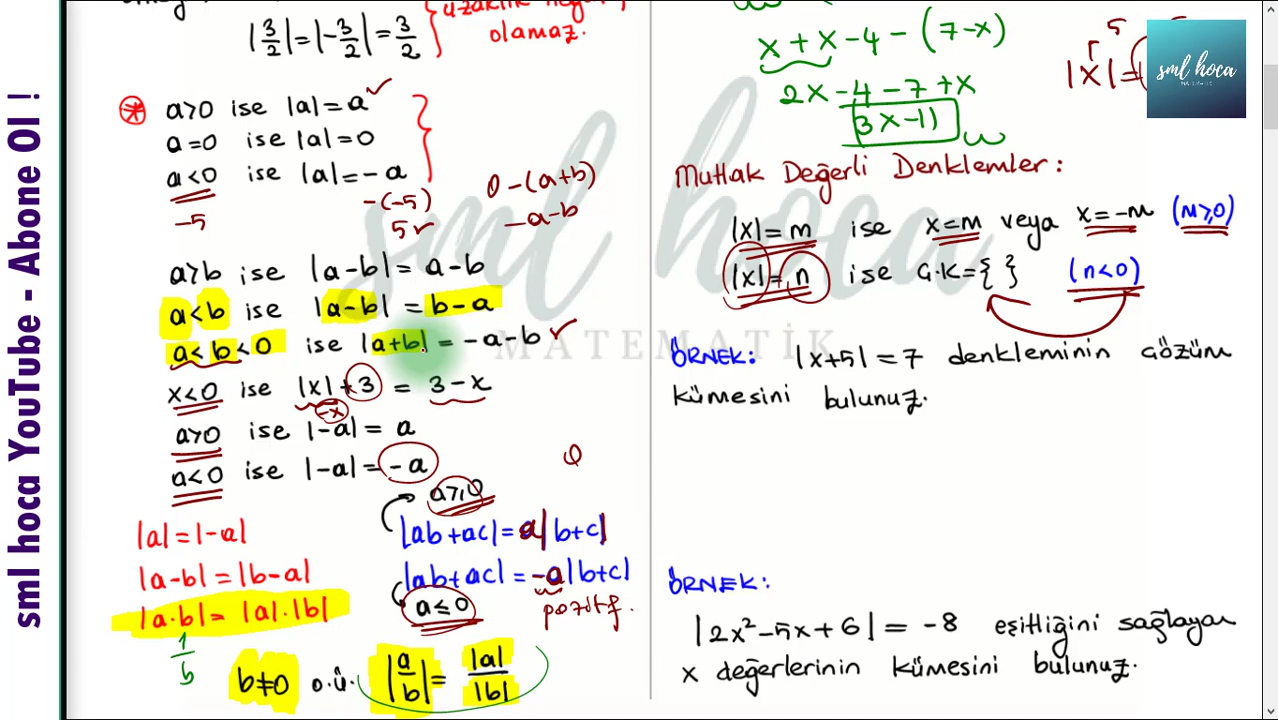 sml hoca YouTube - Abone Ol !
|3/2|=|-3/2|=3/2
olamaz.
* a>0 ise |a|=a ✓
a=0 ise |a|=0
a<0 ise |a|=-a
-5
-(-5)
5 ✓
0-(a+b)
-a-b
a>b ise |a-b| = a-b
a<b ise |a-b| = b-a
a<b<0 ise |a+b| = -a-b ✓
x<0 ise |x|+3 = 3-x
-x
a>0 ise |-a| = a
a<0 ise |-a| = -a
|a|=|-a|
|a-b|=|b-a|
|a.b|=|a|.|b|
1/b
b≠0 o.ü. |a/b|=|a|/|b|
a≥0
|ab+ac|=a|b+c|
|ab+ac|=-a|b+c|
a≤0 pozitif.
x+x-4-(7-x)
2x-4-7+x
3x-11
|x|=
5
sml hoca
Mutlak Değerli Denklemler:
|x|=m ise x=m veya x=-m (m≥0)
|x|=n ise Ç.K={ } (n<0)
sml hoca
MATEMATİK
ÖRNEK: |x+5|=7 denkleminin çözüm
kümesini bulunuz.
ÖRNEK:
|2x²-5x+6|=-8 eşitliğini sağlayan
x değerlerinin kümesini bulunuz.